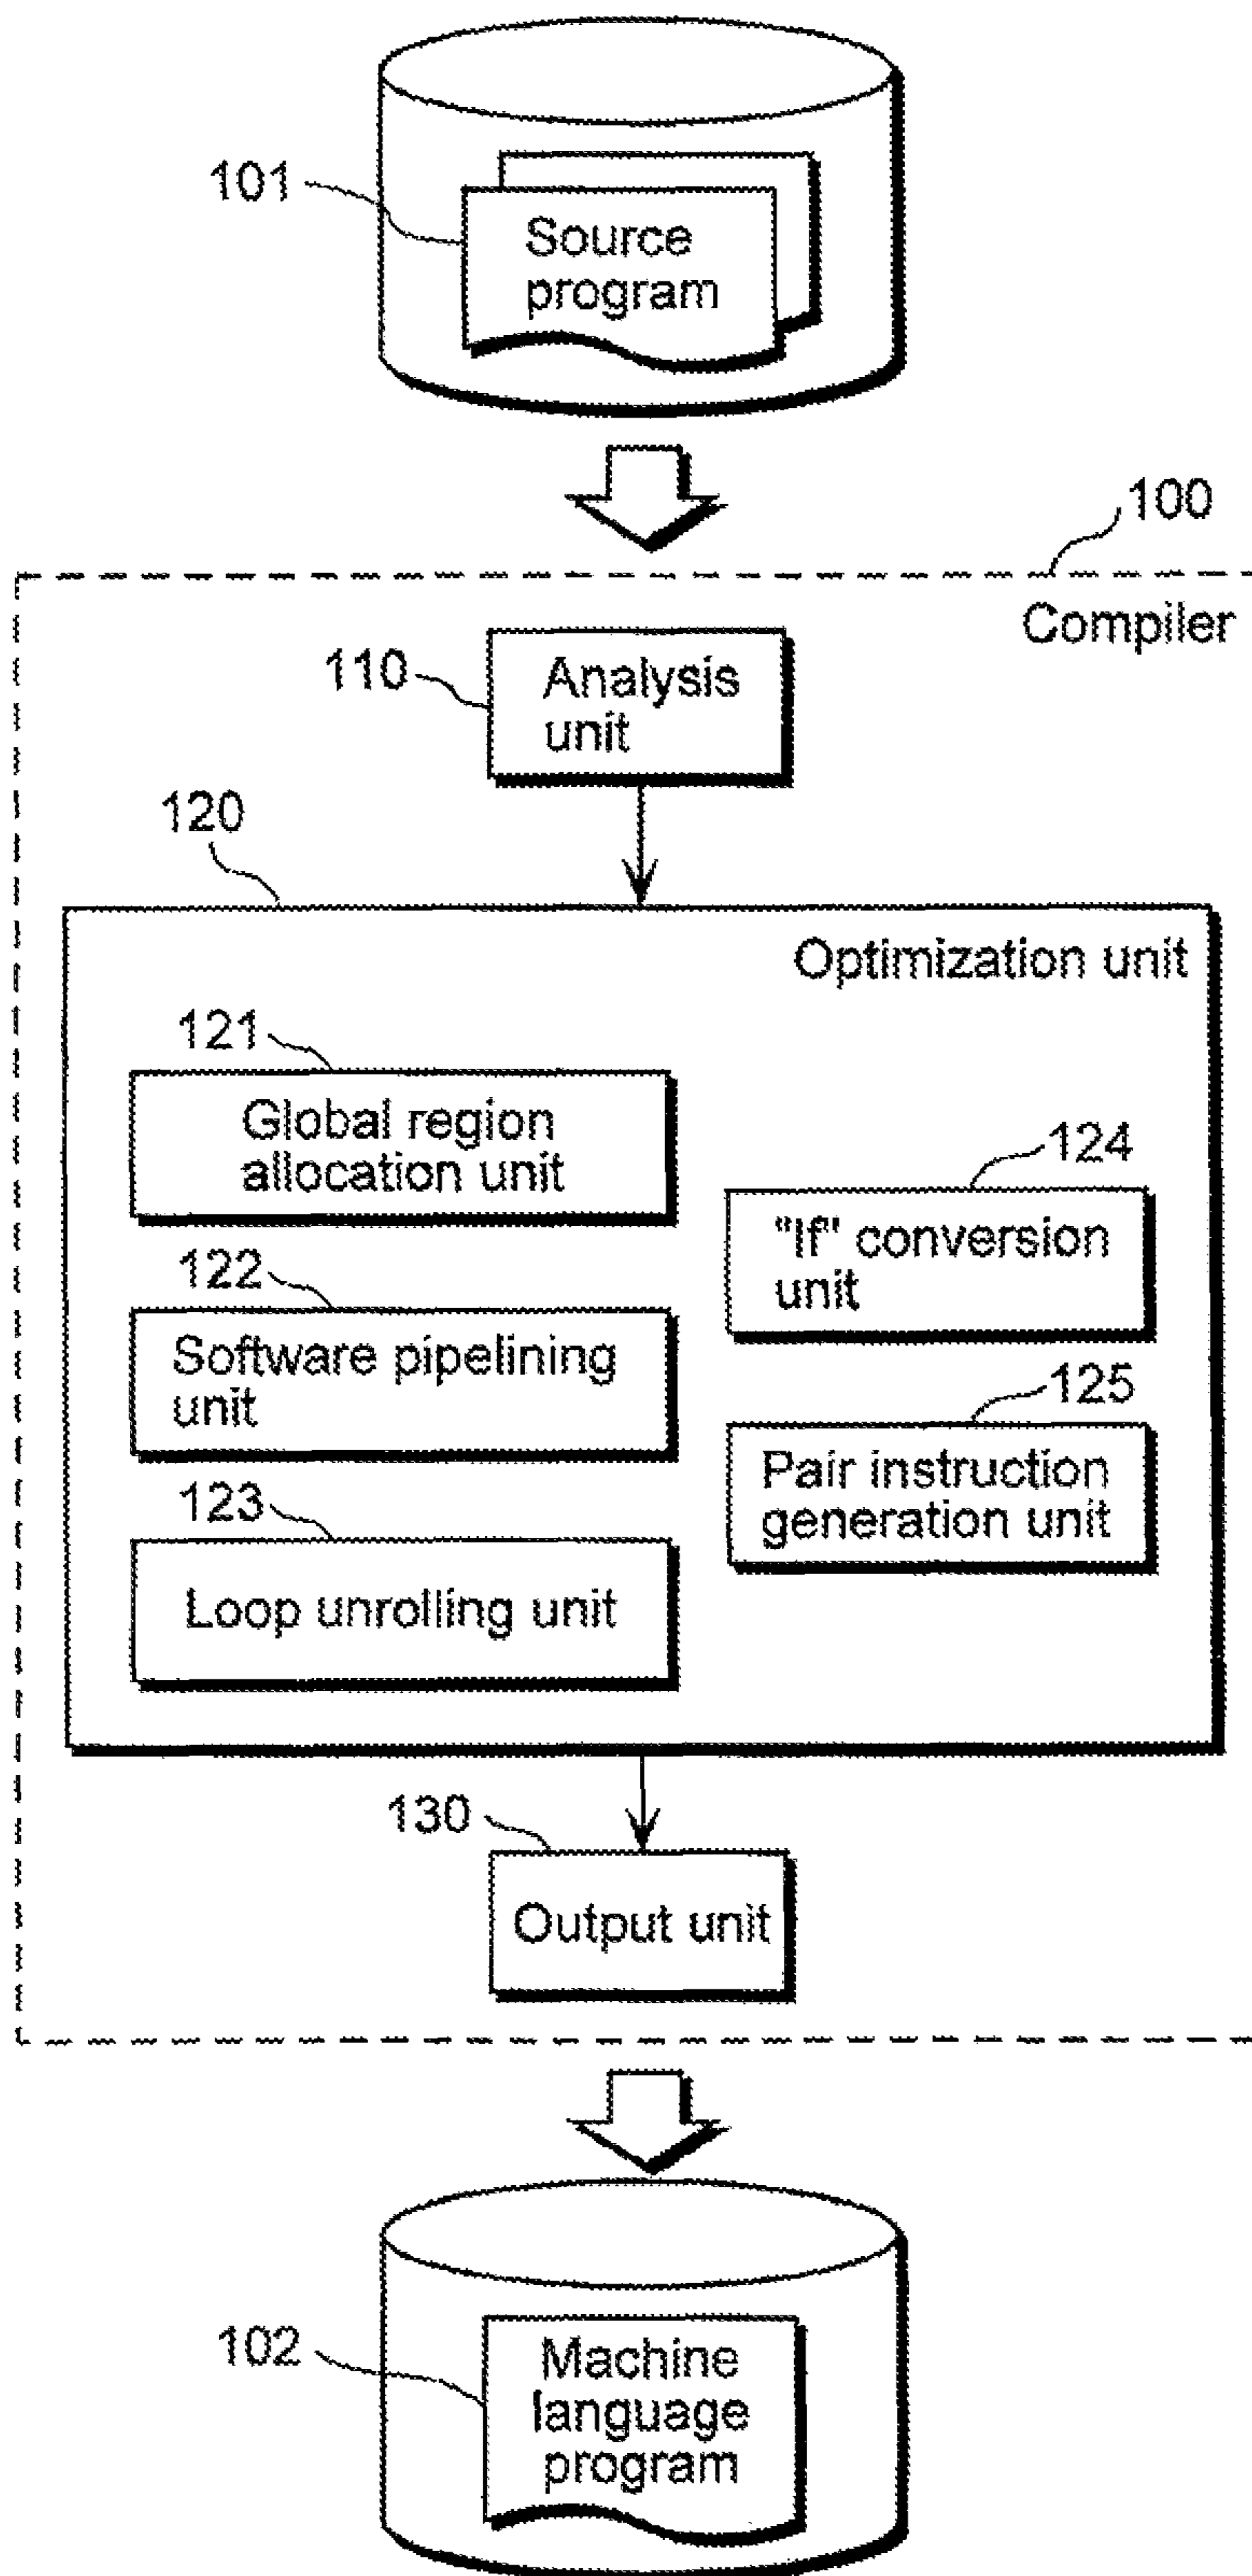 101
Source
program
100
Compiler
110
Analysis
unit
120
Optimization unit
121
Global region
allocation unit
124
"If" conversion
unit
122
Software pipelining
unit
125
Pair instruction
generation unit
123
Loop unrolling unit
130
Output unit
102
Machine
language
program